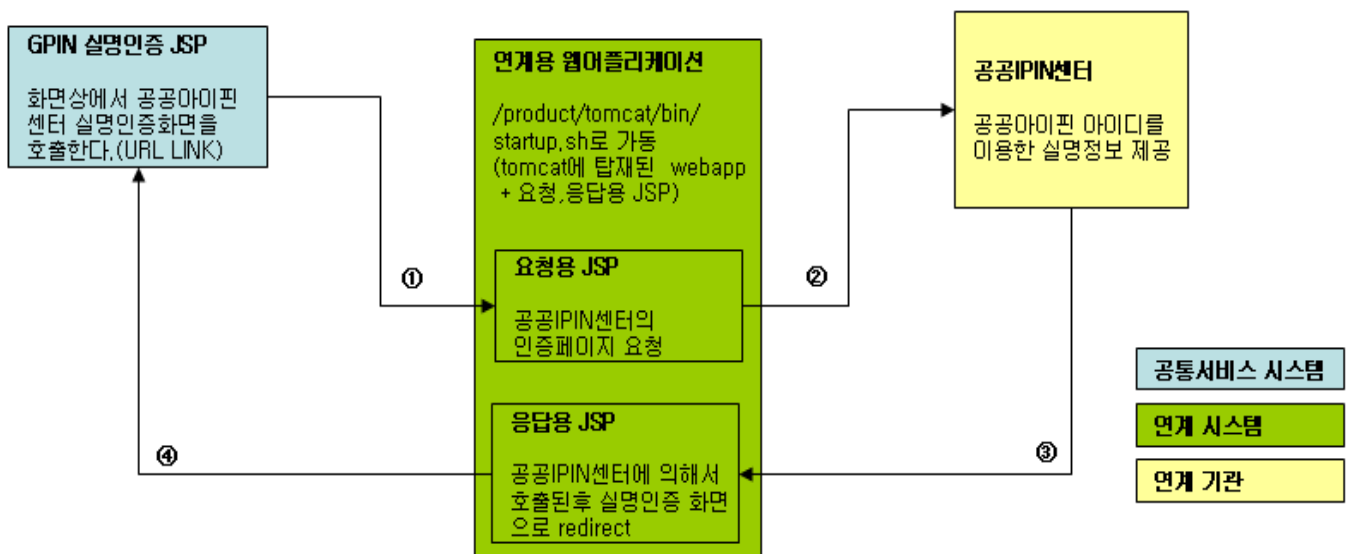 GPIN 실명인증 JSP
화면상에서 공공아이핀
센터 실명인증화면을
호출한다.(URL LINK)
연계용 웹어플리케이션
/product/tomcat/bin/
startup.sh로 가동
(tomcat에 탑재된 webapp
+ 요청,응답용 JSP)
공공IPIN센터
공공아이핀 아이디를
이용한 실명정보 제공
①
요청용 JSP
공공IPIN센터의
인증페이지 요청
②
응답용 JSP
공공IPIN센터에 의해서
호출된후 실명인증 화면
으로 redirect
③
④
공통서비스 시스템
연계 시스템
연계 기관